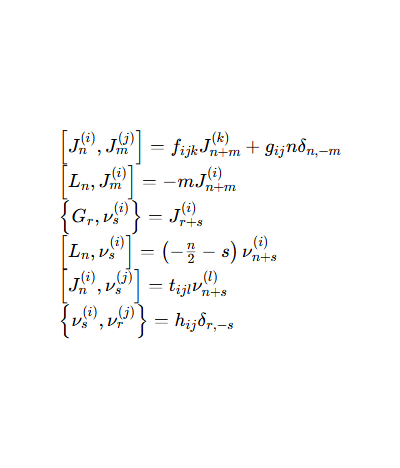 [J_n^{(i)}, J_m^{(j)}] = f_{ijk} J_{n+m}^{(k)} + g_{ij} n δ_{n,-m}
[L_n, J_m^{(i)}] = -m J_{n+m}^{(i)}
{G_r, ν_s^{(i)}} = J_{r+s}^{(i)}
[L_n, ν_s^{(i)}] = (-\frac{n}{2} - s) ν_{n+s}^{(i)}
[J_n^{(i)}, ν_s^{(j)}] = t_{ijl} ν_{n+s}^{(l)}
{ν_s^{(i)}, ν_r^{(j)}} = h_{ij} δ_{r,-s}